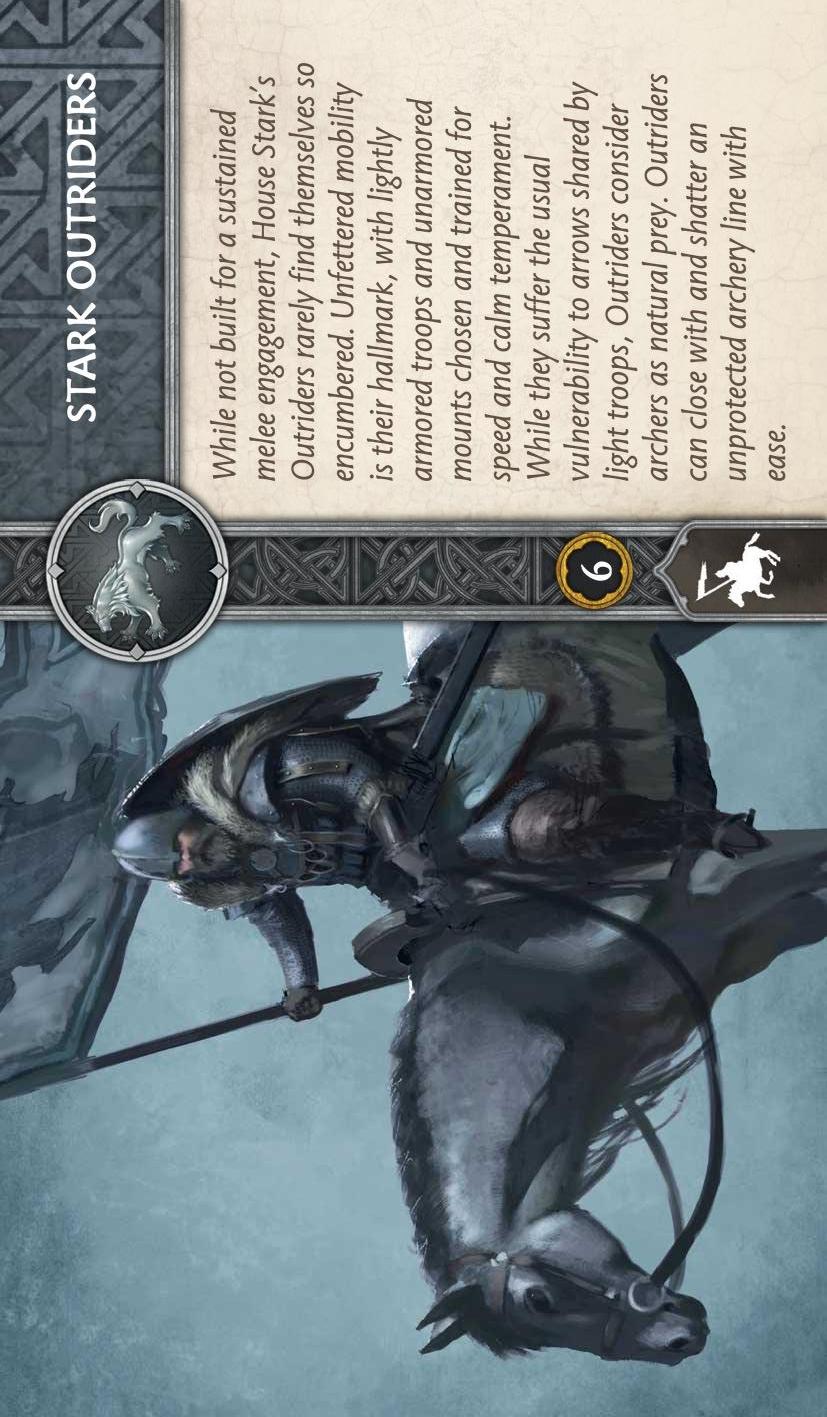 STARK OUTRIDERS
While not built for a sustained
melee engagement, House Stark's
Outriders rarely find themselves so
encumbered. Unfettered mobility
is their hallmark, with lightly
armored troops and unarmored
mounts chosen and trained for
speed and calm temperament.
While they suffer the usual
vulnerability to arrows shared by
light troops, Outriders consider
archers as natural prey. Outriders
can close with and shatter an
unprotected archery line with
ease.
6